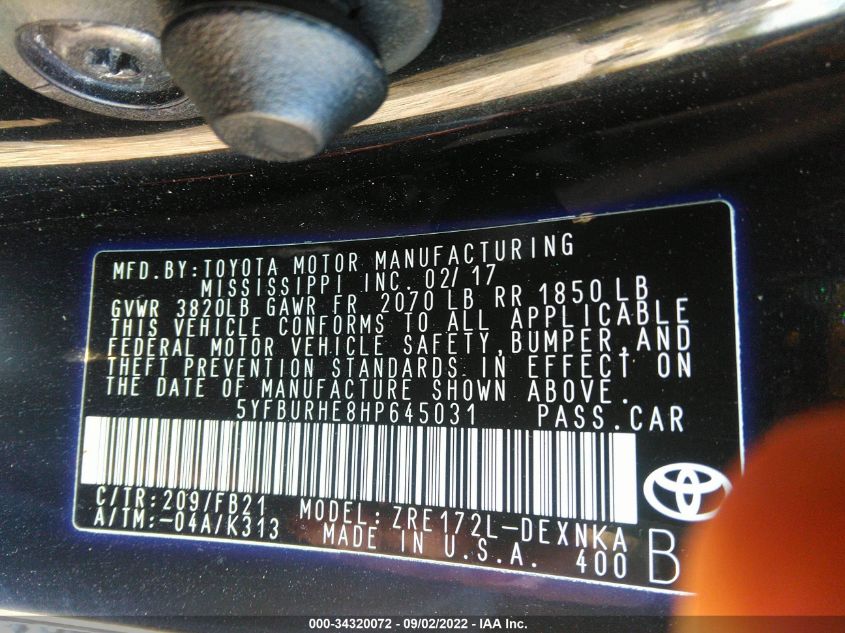 MFD.BY:TOYOTA MOTOR MANUFACTURING
MISSISSIPPI INC. 02/17
GVWR 3820LB GAWR FR 2070 LB RR 1850 LB
THIS VEHICLE CONFORMS TO ALL APPLICABLE
FEDERAL MOTOR VEHICLE SAFETY,BUMPER,AND
THEFT PREVENTION STANDARDS IN EFFECT ON
THE DATE OF MANUFACTURE SHOWN ABOVE.
5YFBURHE8HP645031 PASS.CAR
C/TR:209/FB21 MODEL:ZRE172L-DEXNKA
A/TM:-04A/K313 MADE IN U.S.A. 400 B
000-34320072 - 09/02/2022 - IAA Inc.